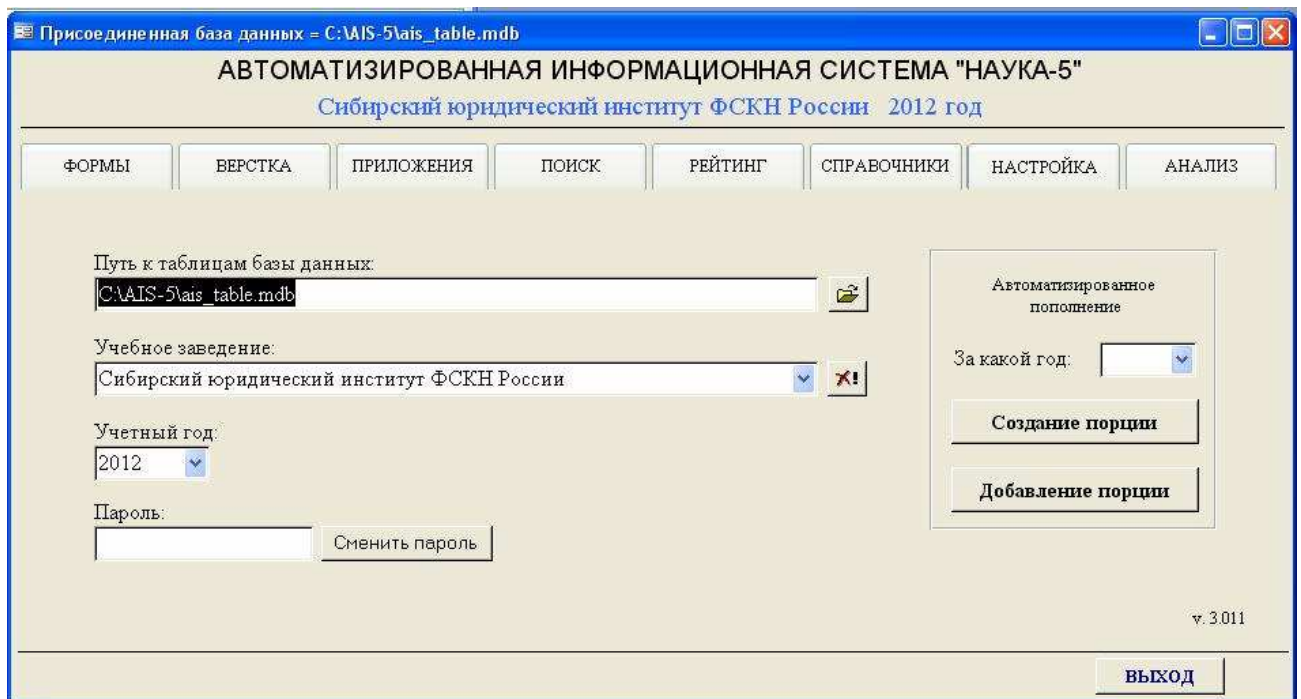 Присоединенная база данных = C:\AIS-5\ais_table.mdb
АВТОМАТИЗИРОВАННАЯ ИНФОРМАЦИОННАЯ СИСТЕМА "НАУКА-5"
Сибирский юридический институт ФСКН России 2012 год
ФОРМЫ ВЕРСТКА ПРИЛОЖЕНИЯ ПОИСК РЕЙТИНГ СПРАВОЧНИКИ НАСТРОЙКА АНАЛИЗ
Путь к таблицам базы данных:
C:\AIS-5\ais_table.mdb
Учебное заведение:
Сибирский юридический институт ФСКН России
Учетный год:
2012
Пароль:
Сменить пароль
Автоматизированное
пополнение
За какой год:
Создание порции
Добавление порции
v. 3.011
ВЫХОД